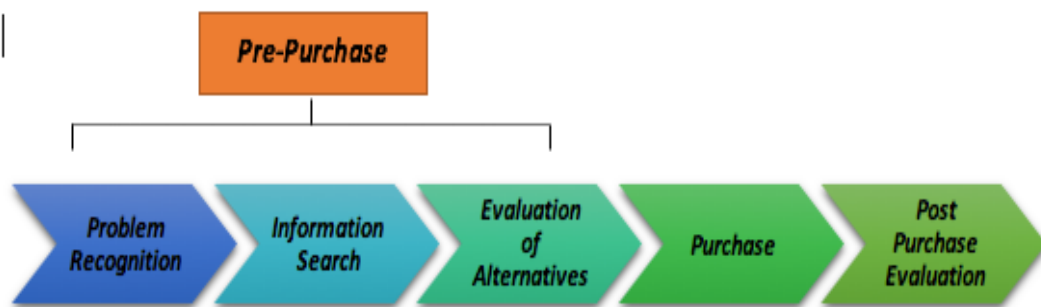 Pre-Purchase
Problem
Recognition
Information
Search
Evaluation
of
Alternatives
Purchase
Post
Purchase
Evaluation